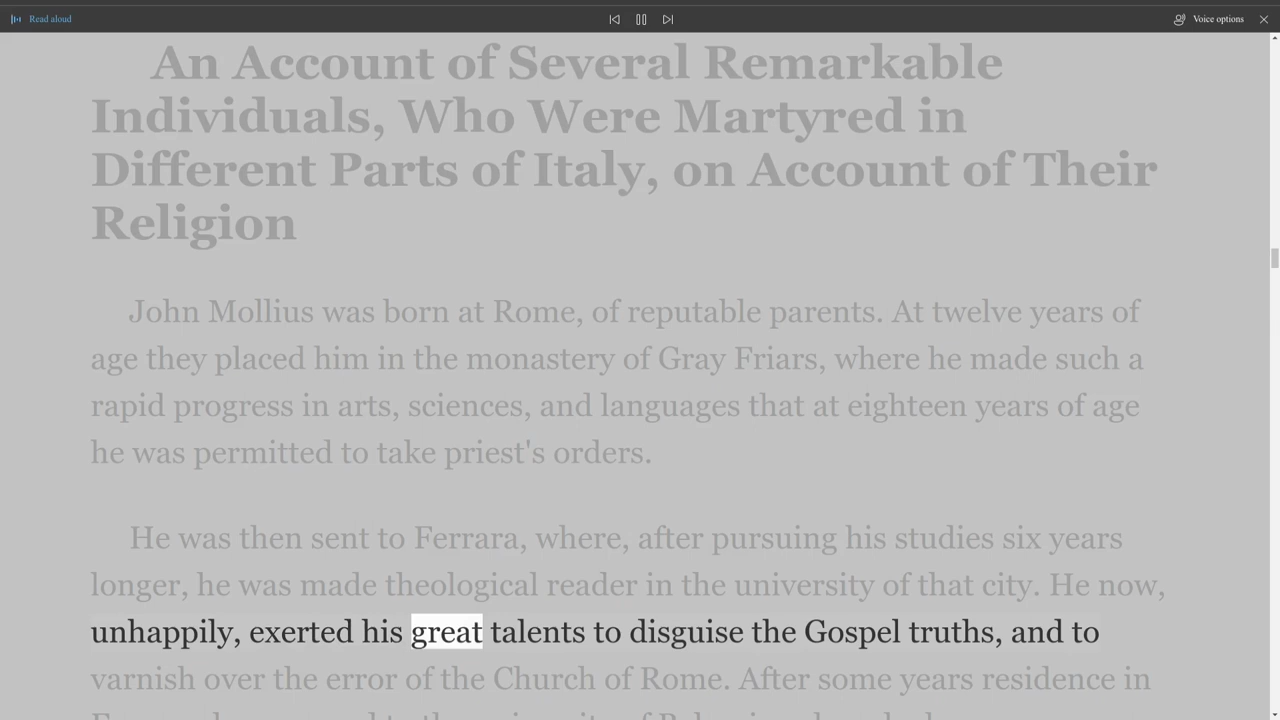 Read aloud
Voice options
An Account of Several Remarkable
Individuals, Who Were Martyred in
Different Parts of Italy, on Account of Their
Religion
John Mollius was born at Rome, of reputable parents. At twelve years of
age they placed him in the monastery of Gray Friars, where he made such a
rapid progress in arts, sciences, and languages that at eighteen years of age
he was permitted to take priest's orders.
He was then sent to Ferrara, where, after pursuing his studies six years
longer, he was made theological reader in the university of that city. He now,
unhappily, exerted his great talents to disguise the Gospel truths, and to
varnish over the error of the Church of Rome. After some years residence in